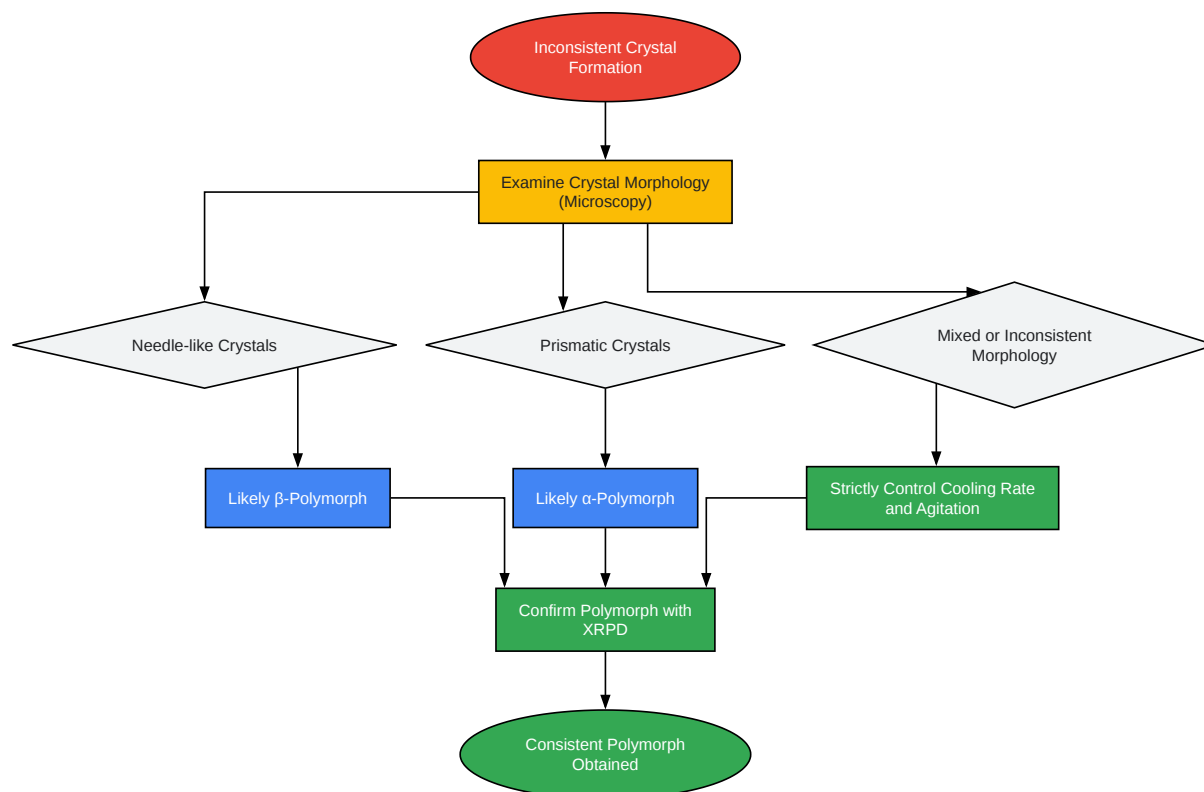 Inconsistent Crystal
Formation
Examine Crystal Morphology
(Microscopy)
Needle-like Crystals
Prismatic Crystals
Mixed or Inconsistent
Morphology
Likely β-Polymorph
Likely α-Polymorph
Strictly Control Cooling Rate
and Agitation
Confirm Polymorph with
XRPD
Consistent Polymorph
Obtained